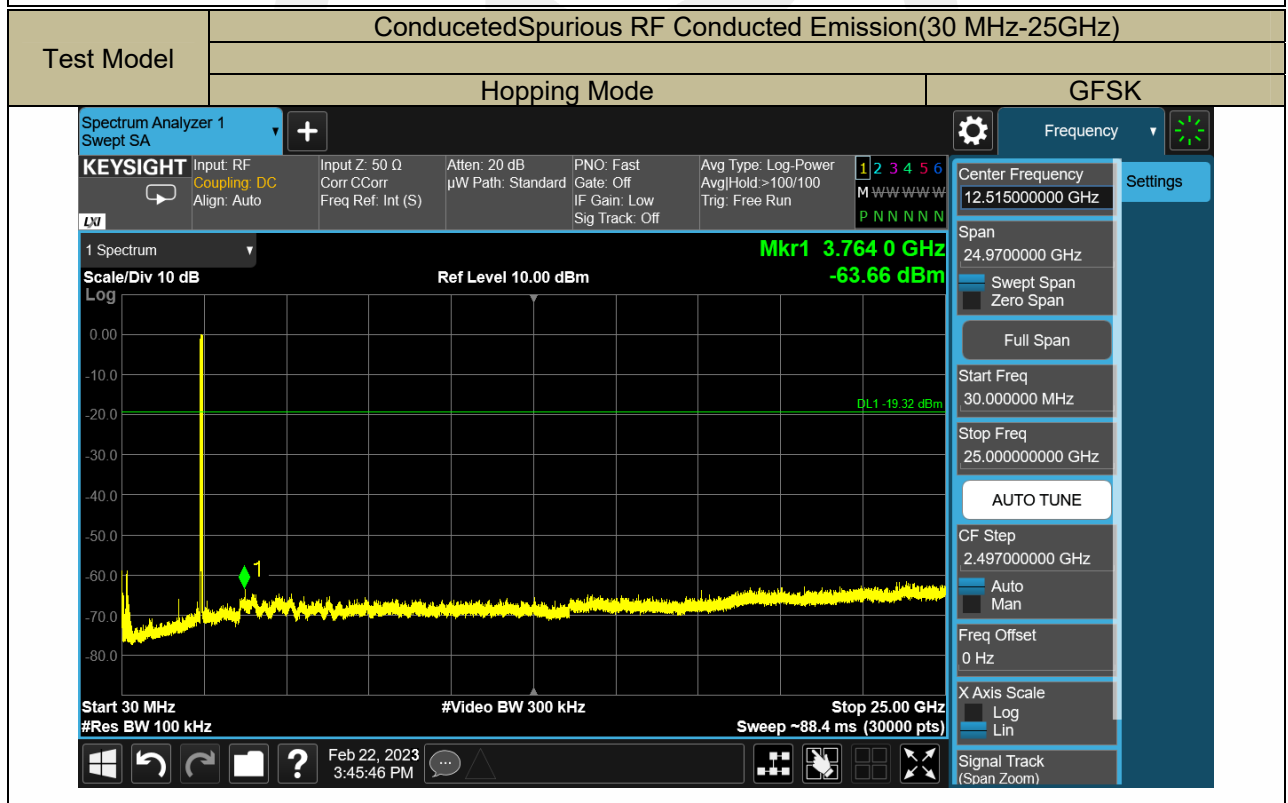 ConducetedSpurious RF Conducted Emission(30 MHz-25GHz)
Test Model
Hopping Mode
GFSK
Spectrum Analyzer 1
Swept SA
+
Frequency
KEYSIGHT
LXI
Input: RF
Coupling: DC
Align: Auto
Input Z: 50 Ω
Corr CCorr
Freq Ref: Int (S)
Atten: 20 dB
µW Path: Standard
PNO: Fast
Gate: Off
IF Gain: Low
Sig Track: Off
Avg Type: Log-Power
Avg|Hold:>100/100
Trig: Free Run
1 2 3 4 5 6
M W W W W W
P N N N N N
Center Frequency
12.515000000 GHz
Settings
Span
24.9700000 GHz
Swept Span
Zero Span
Full Span
Start Freq
30.000000 MHz
Stop Freq
25.000000000 GHz
AUTO TUNE
CF Step
2.497000000 GHz
Auto
Man
Freq Offset
0 Hz
X Axis Scale
Log
Lin
Signal Track
(Span Zoom)
1 Spectrum
Mkr1 3.764 0 GHz
Scale/Div 10 dB
Ref Level 10.00 dBm
-63.66 dBm
Log
0.00
-10.0
DL1 -19.32 dBm
-20.0
-30.0
-40.0
-50.0
1
-60.0
-70.0
-80.0
Start 30 MHz
#Video BW 300 kHz
Stop 25.00 GHz
#Res BW 100 kHz
Sweep ~88.4 ms (30000 pts)
?
Feb 22, 2023
3:45:46 PM